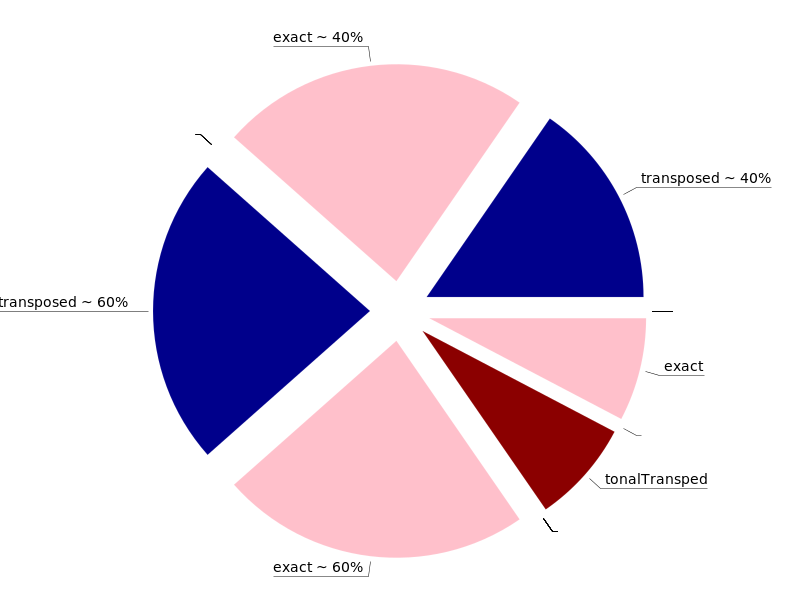 exact ~ 40%
transposed ~ 40%
transposed ~ 60%
exact
tonalTransped
exact ~ 60%